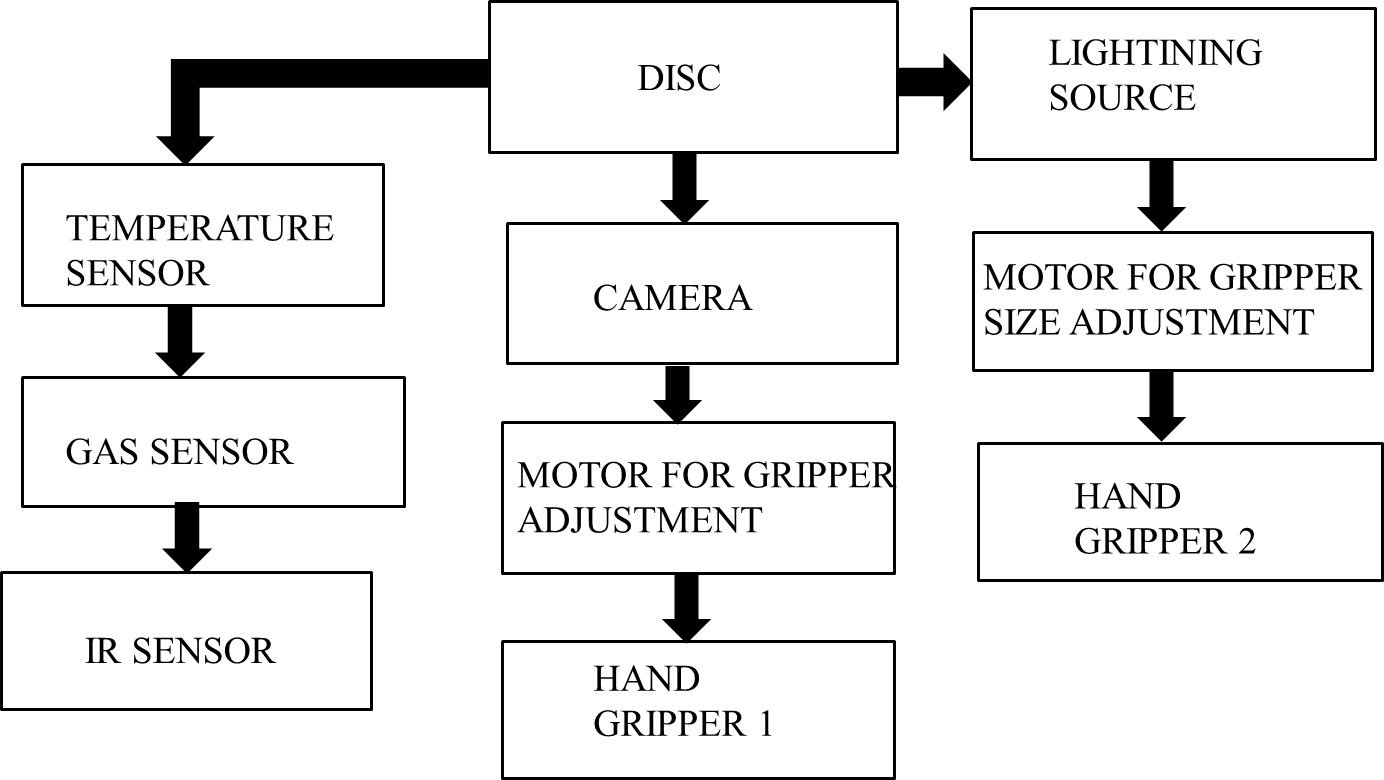 DISC
LIGHTINING
SOURCE
TEMPERATURE
SENSOR
CAMERA
MOTOR FOR GRIPPER
SIZE ADJUSTMENT
GAS SENSOR
MOTOR FOR GRIPPER
ADJUSTMENT
HAND
GRIPPER 2
IR SENSOR
HAND
GRIPPER 1